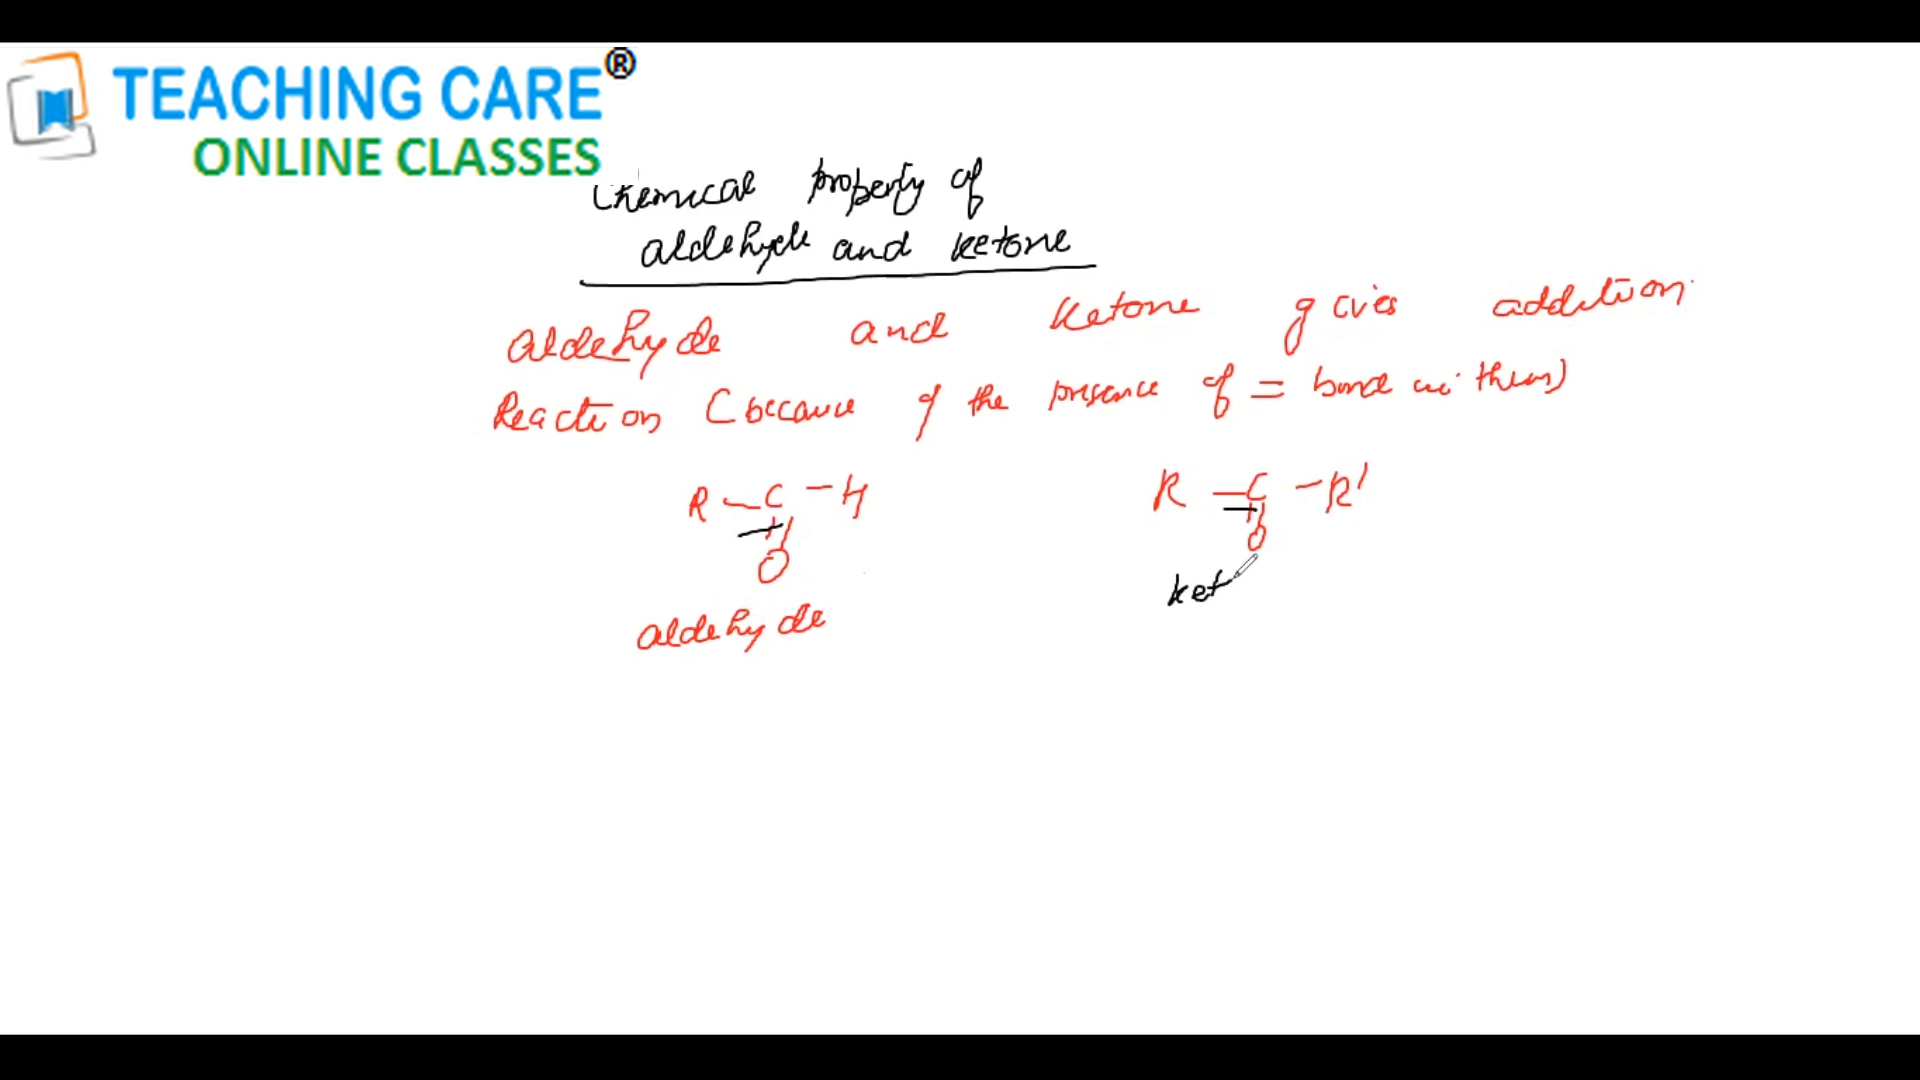 TEACHING CARE®
ONLINE CLASSES
Chemical property of
aldehyde and ketone
Aldehyde and Ketone gives addition
Reaction (because of the presence of = bond in them)
R - C - H
O
R - C - R'
O
ket
aldehyde